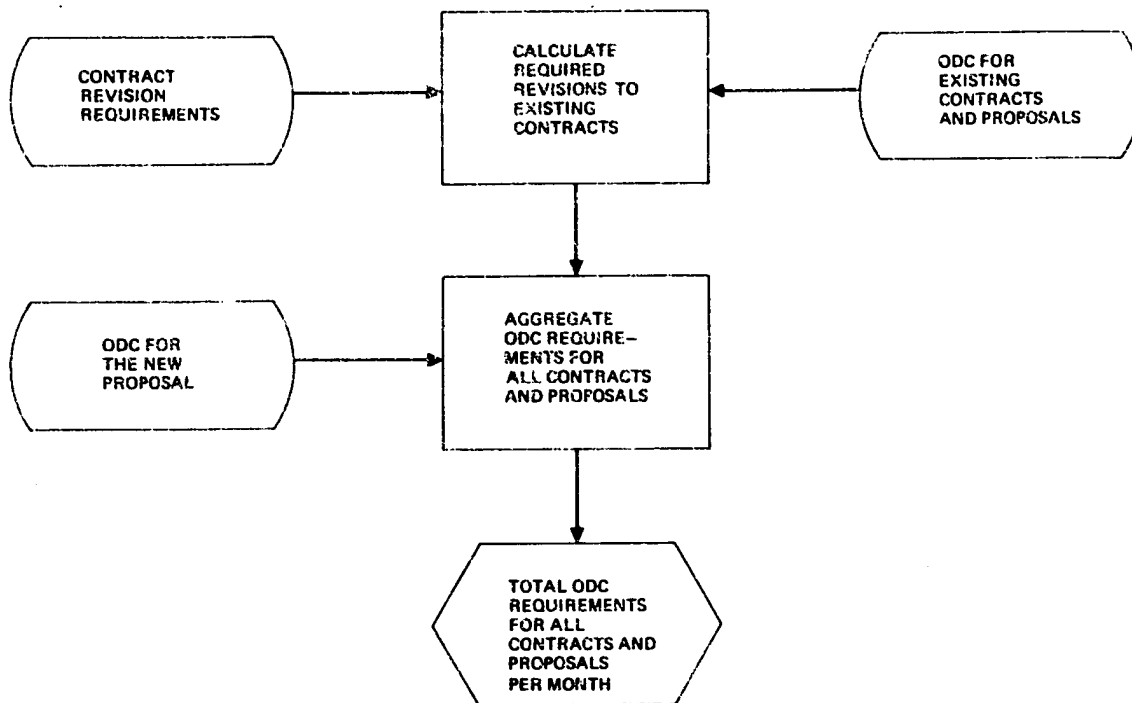 CONTRACT
REVISION
REQUIREMENTS
CALCULATE
REQUIRED
REVISIONS TO
EXISTING
CONTRACTS
ODC FOR
EXISTING
CONTRACTS
AND PROPOSALS
ODC FOR
THE NEW
PROPOSAL
AGGREGATE
ODC REQUIRE–
MENTS FOR
ALL CONTRACTS
AND PROPOSALS
TOTAL ODC
REQUIREMENTS
FOR ALL
CONTRACTS AND
PROPOSALS
PER MONTH